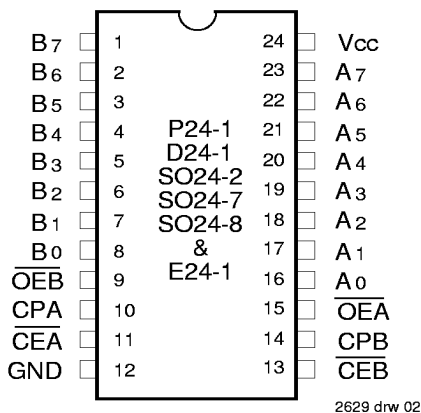 B7 1 24 Vcc
B6 2 23 A7
B5 3 22 A6
B4 4 P24-1 21 A5
B3 5 D24-1 20 A4
B2 6 SO24-2 19 A3
B1 7 SO24-7 18 A2
B0 8 SO24-8 17 A1
OEB 9 & 16 A0
CPA 10 E24-1 15 OEA
CEA 11 14 CPB
GND 12 13 CEB
2629 drw 02